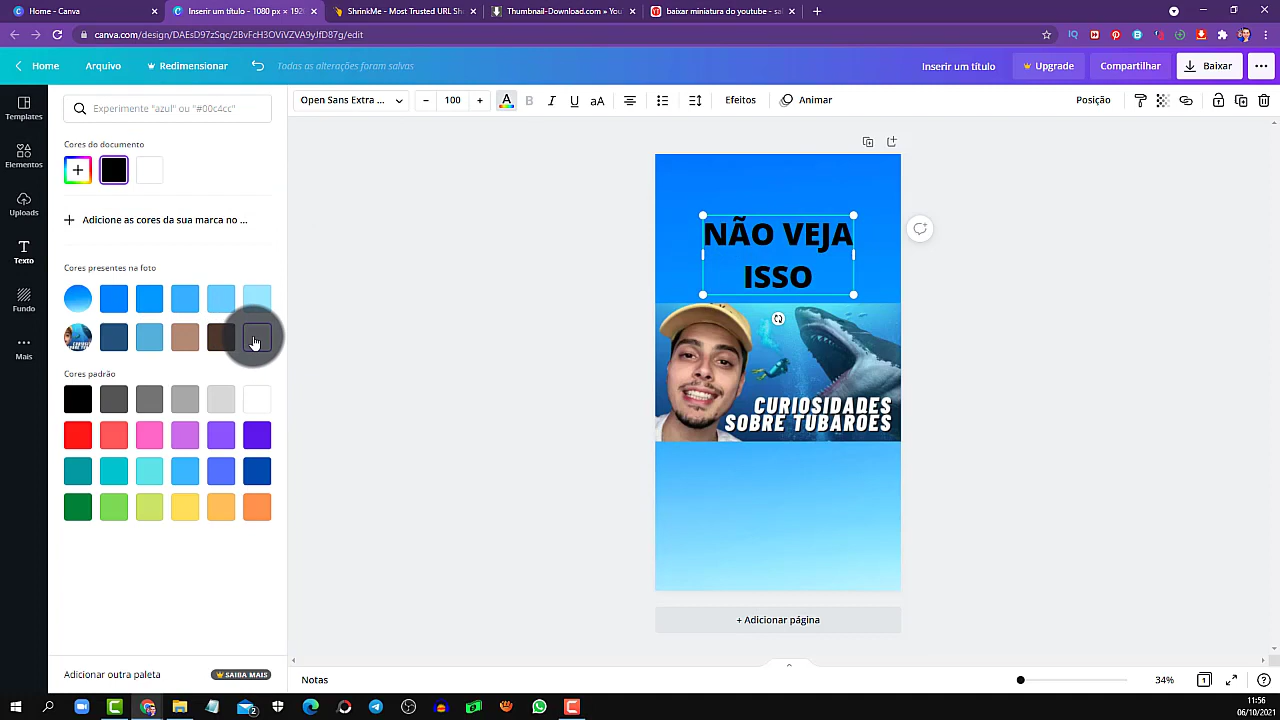 Home - Canva
Inserir um título - 1080 px × 192
ShrinkMe - Most Trusted URL Sh
Thumbnail-Download.com » You
baixar miniatura do youtube - sa
canva.com/design/DAEsD97zSqc/2BvFcH3OViVZVA9yJfD87g/edit
Home
Arquivo
Redimensionar
Todas as alterações foram salvas
Inserir um título
Upgrade
Compartilhar
Baixar
Templates
Elementos
Uploads
Texto
Fundo
Mais
Experimente "azul" ou "#00c4cc"
Cores do documento
Adicione as cores da sua marca no ...
Cores presentes na foto
Cores padrão
Adicionar outra paleta
SAIBA MAIS
Open Sans Extra ...
– 100 +
A B I U aA
Efeitos
Animar
Posição
NÃO VEJA
ISSO
CURIOSIDADES
SOBRE TUBARÕES
+ Adicionar página
Notas
34%
1
2
11:56
06/10/2021